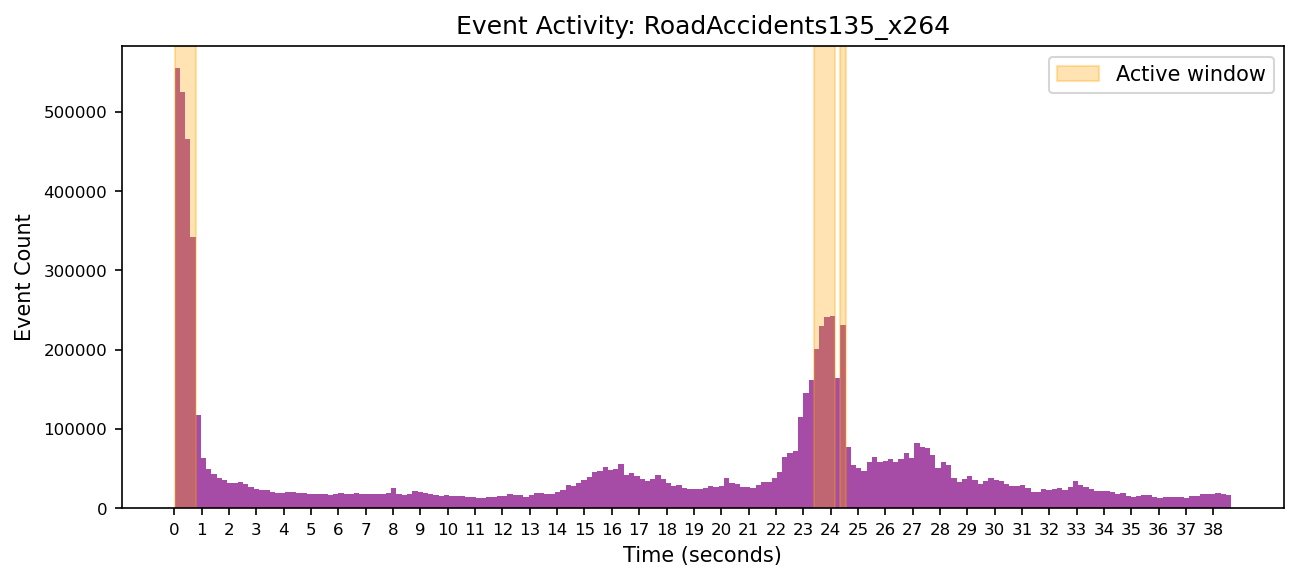 Event Activity: RoadAccidents135_x264
Active window
Event Count
500000
400000
300000
200000
100000
0
0 1 2 3 4 5 6 7 8 9 10 11 12 13 14 15 16 17 18 19 20 21 22 23 24 25 26 27 28 29 30 31 32 33 34 35 36 37 38
Time (seconds)